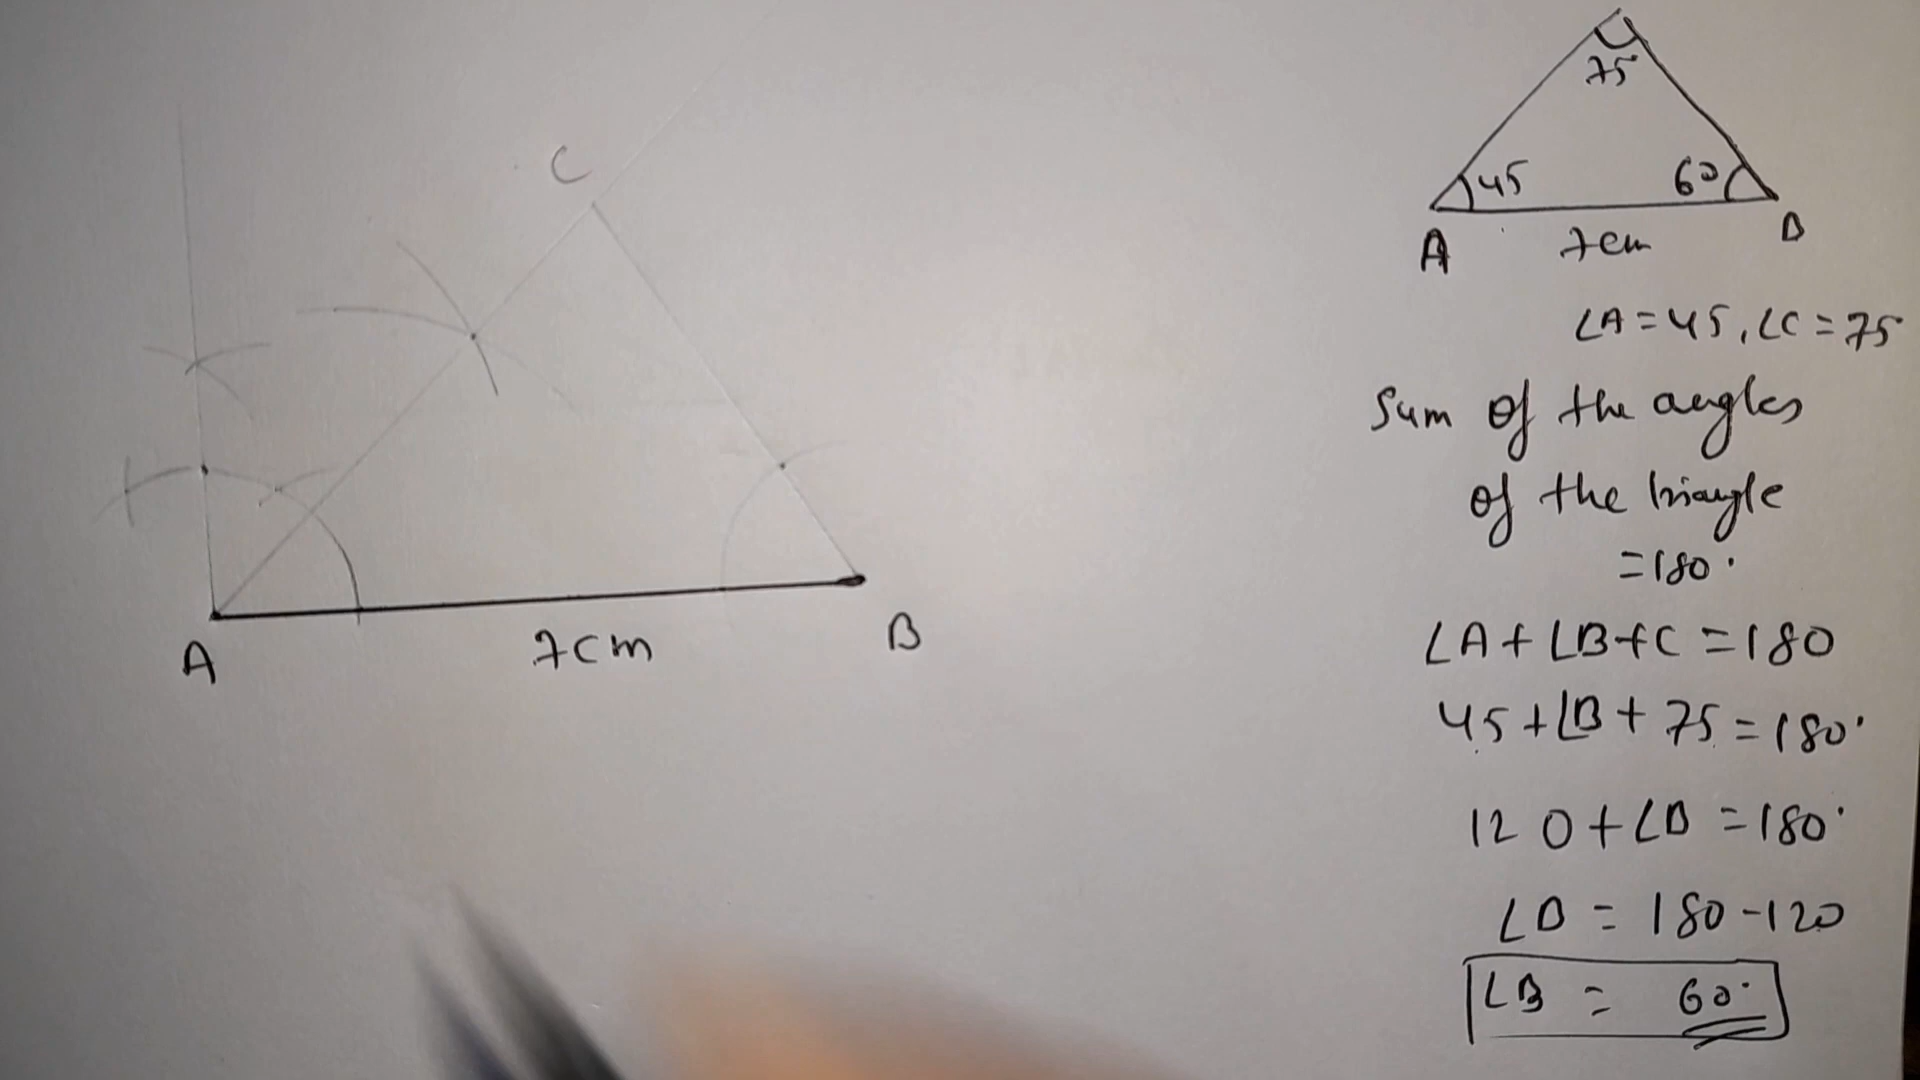 C
A
7cm
B
75
45
60
A
7cm
B
∠A=45, ∠C=75°
Sum of the angles
of the triangle
=180°
∠A+∠B+C=180
45+∠B+75=180°
120+∠B=180°
∠B=180-120
∠B=60°